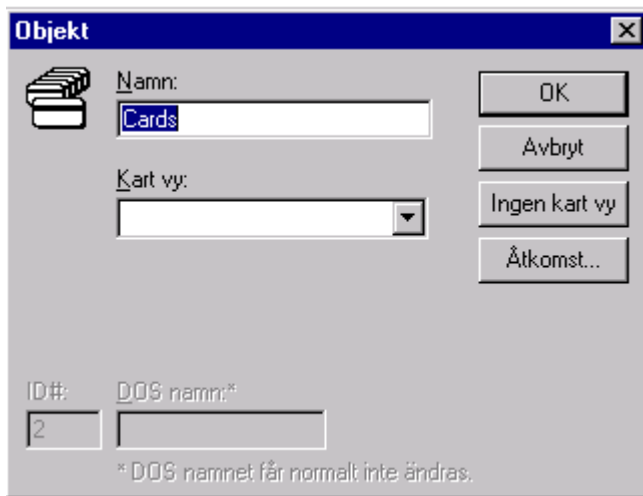 Objekt
Namn:
OK
Cards
Avbryt
Kart vy:
Ingen kart vy
Åtkomst...
ID#: DOS namn:*
2
* DOS namnet får normalt inte ändras.